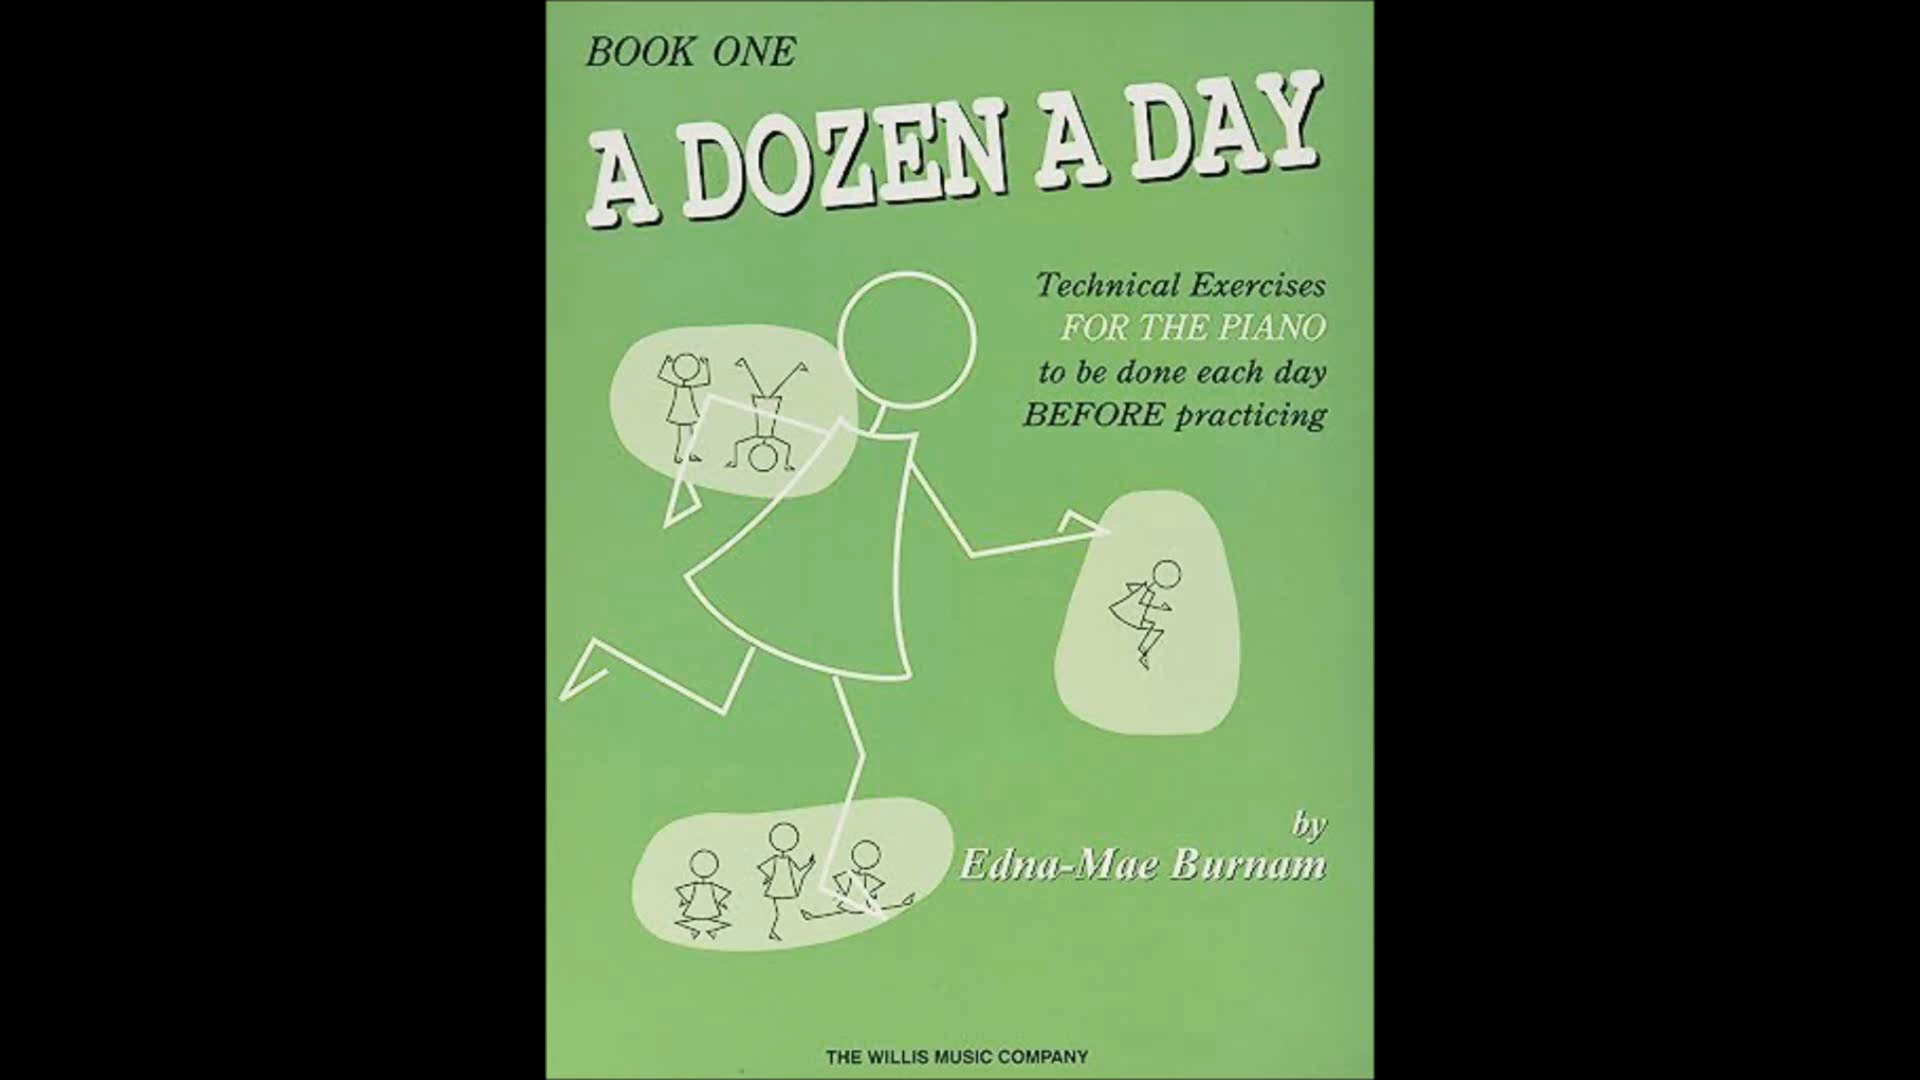 BOOK ONE
A DOZEN A DAY
Technical Exercises
FOR THE PIANO
to be done each day
BEFORE practicing
by
Edna-Mae Burnam
THE WILLIS MUSIC COMPANY